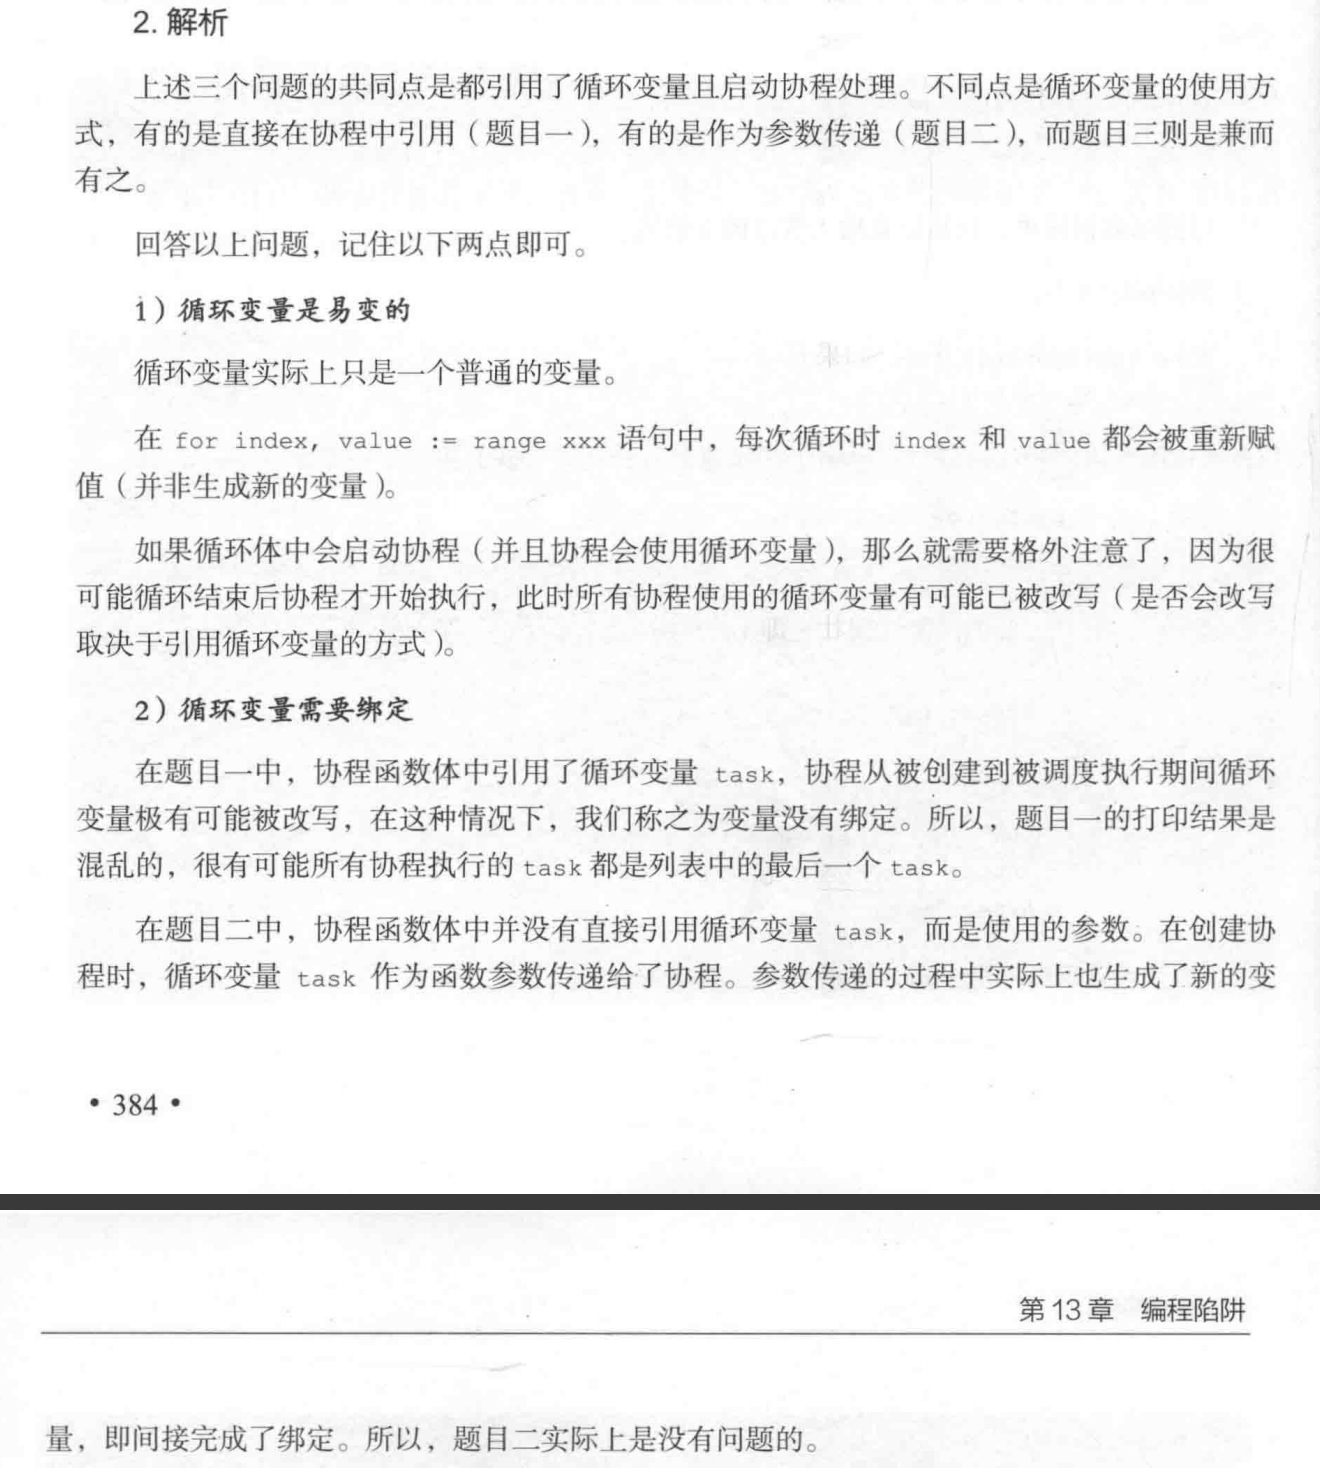 2. 解析
上述三个问题的共同点是都引用了循环变量且启动协程处理。不同点是循环变量的使用方
式，有的是直接在协程中引用（题目一），有的是作为参数传递（题目二），而题目三则是兼而
有之。
回答以上问题，记住以下两点即可。
1）循环变量是易变的
循环变量实际上只是一个普通的变量。
在 for index, value := range xxx 语句中，每次循环时 index 和 value 都会被重新赋
值（并非生成新的变量）。
如果循环体中会启动协程（并且协程会使用循环变量），那么就需要格外注意了，因为很
可能循环结束后协程才开始执行，此时所有协程使用的循环变量有可能已被改写（是否会改写
取决于引用循环变量的方式）。
2）循环变量需要绑定
在题目一中，协程函数体中引用了循环变量 task，协程从被创建到被调度执行期间循环
变量极有可能被改写，在这种情况下，我们称之为变量没有绑定。所以，题目一的打印结果是
混乱的，很有可能所有协程执行的 task 都是列表中的最后一个 task。
在题目二中，协程函数体中并没有直接引用循环变量 task，而是使用的参数。在创建协
程时，循环变量 task 作为函数参数传递给了协程。参数传递的过程中实际上也生成了新的变
• 384 •
第 13 章 编程陷阱
量，即间接完成了绑定。所以，题目二实际上是没有问题的。